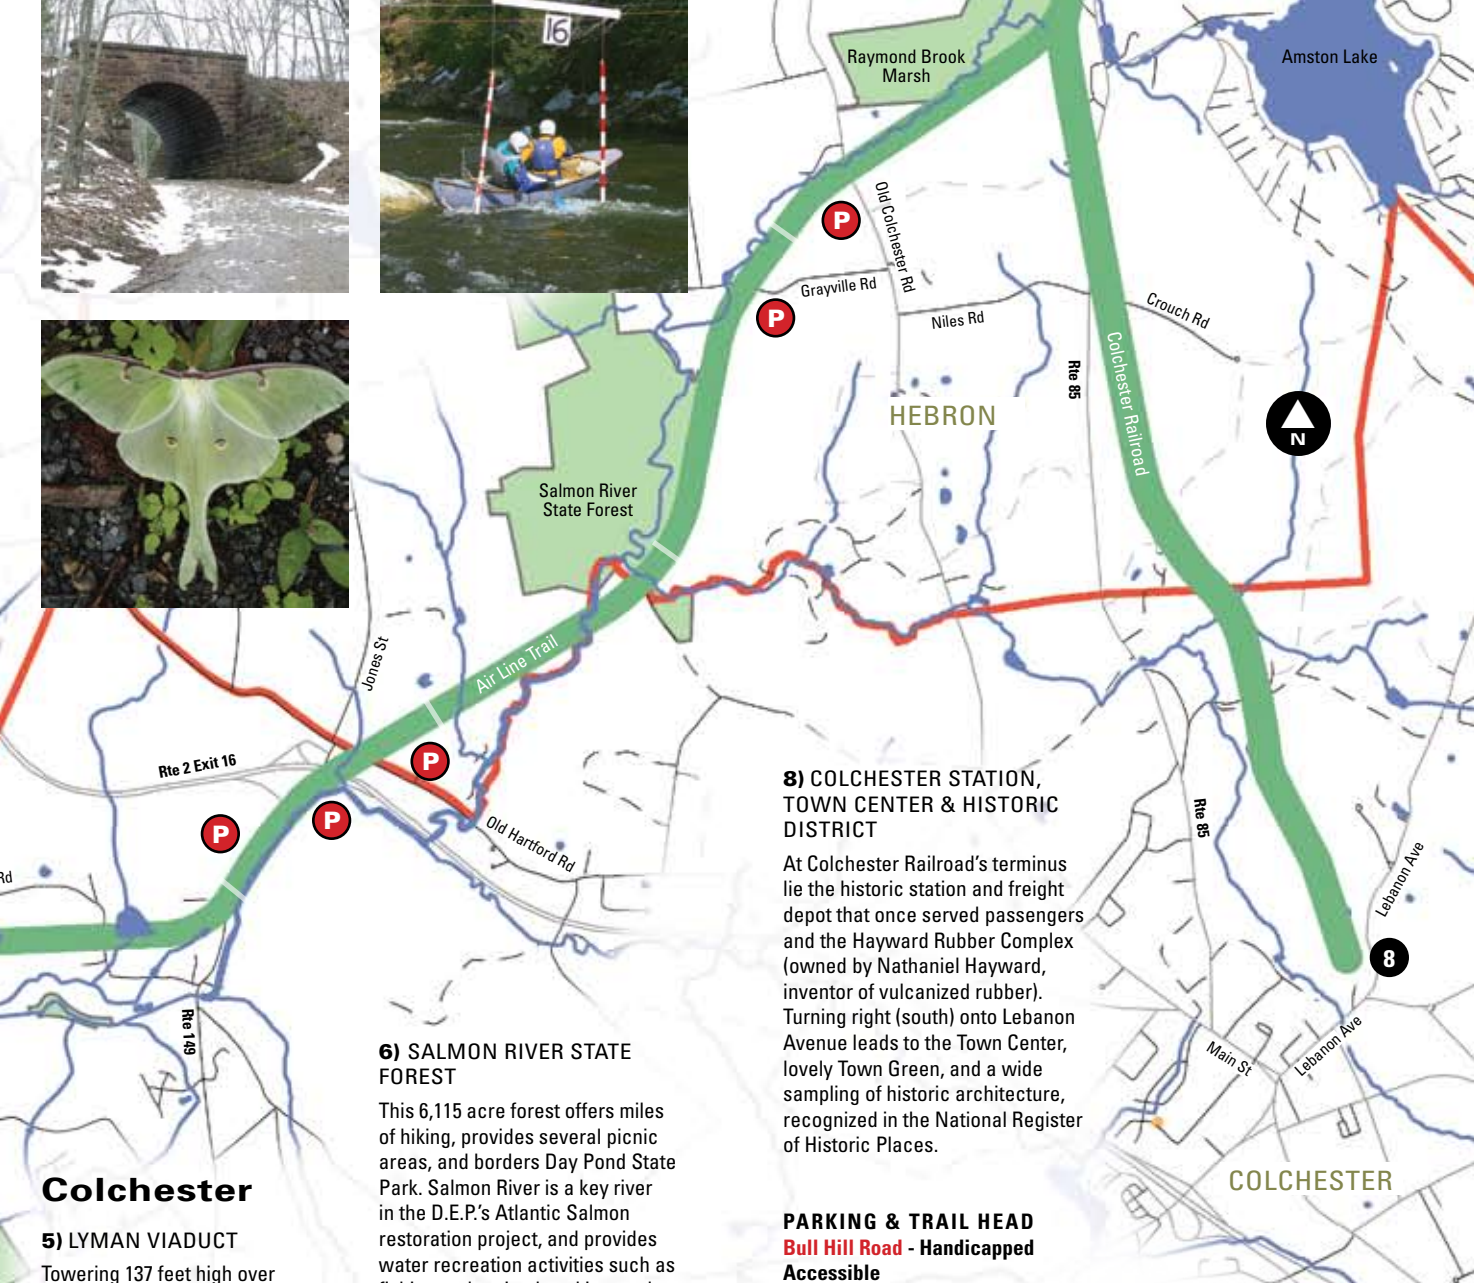 16
Raymond Brook
Marsh
Amston Lake
P
Old Colchester Rd
Grayville Rd
P
Niles Rd
Crouch Rd
Rte 85
Colchester Railroad
HEBRON
N
Salmon River
State Forest
Jones St
Air Line Trail
Rte 2 Exit 16
P
P
P
Old Hartford Rd
Rd
Rte 85
Lebanon Ave
8
Rte 149
Main St
Lebanon Ave
COLCHESTER
Colchester
5) LYMAN VIADUCT
Towering 137 feet high over
6) SALMON RIVER STATE
FOREST
This 6,115 acre forest offers miles
of hiking, provides several picnic
areas, and borders Day Pond State
Park. Salmon River is a key river
in the D.E.P.'s Atlantic Salmon
restoration project, and provides
water recreation activities such as
8) COLCHESTER STATION,
TOWN CENTER & HISTORIC
DISTRICT
At Colchester Railroad's terminus
lie the historic station and freight
depot that once served passengers
and the Hayward Rubber Complex
(owned by Nathaniel Hayward,
inventor of vulcanized rubber).
Turning right (south) onto Lebanon
Avenue leads to the Town Center,
lovely Town Green, and a wide
sampling of historic architecture,
recognized in the National Register
of Historic Places.
PARKING & TRAIL HEAD
Bull Hill Road - Handicapped
Accessible